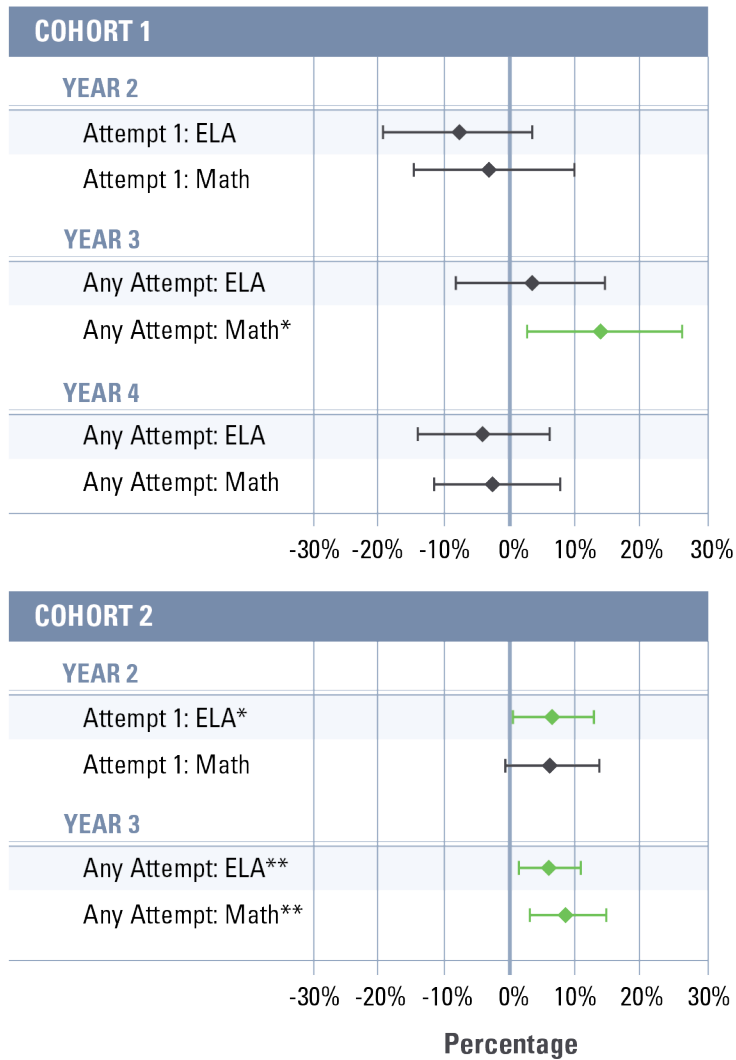 COHORT 1
YEAR 2
Attempt 1: ELA
Attempt 1: Math
YEAR 3
Any Attempt: ELA
Any Attempt: Math*
YEAR 4
Any Attempt: ELA
Any Attempt: Math
-30% -20% -10% 0% 10% 20% 30%
COHORT 2
YEAR 2
Attempt 1: ELA*
Attempt 1: Math
YEAR 3
Any Attempt: ELA**
Any Attempt: Math**
-30% -20% -10% 0% 10% 20% 30%
Percentage